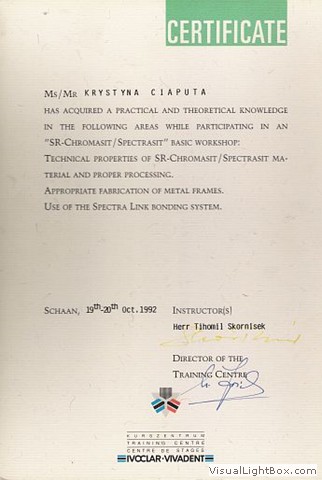 CERTIFICATE
Ms/Mr KRYSTYNA CIAPUTA
HAS ACQUIRED A PRACTICAL AND THEORETICAL KNOWLEDGE
IN THE FOLLOWING AREAS WHILE PARTICIPATING IN AN
"SR-CHROMASIT/SPECTRASIT" BASIC WORKSHOP:
TECHNICAL PROPERTIES OF SR-CHROMASIT/SPECTRASIT MA-
TERIAL AND PROPER PROCESSING.
APPROPRIATE FABRICATION OF METAL FRAMES.
USE OF THE SPECTRA LINK BONDING SYSTEM.
SCHAAN, 19th-20th Oct.1992 INSTRUCTOR(S)
Herr Tihomil Skornisek
DIRECTOR OF THE
TRAINING CENTRE
KURSZENTRUM
TRAINING CENTRE
CENTRE DE STAGES
IVOCLAR-VIVADENT
VisualLightBox.com